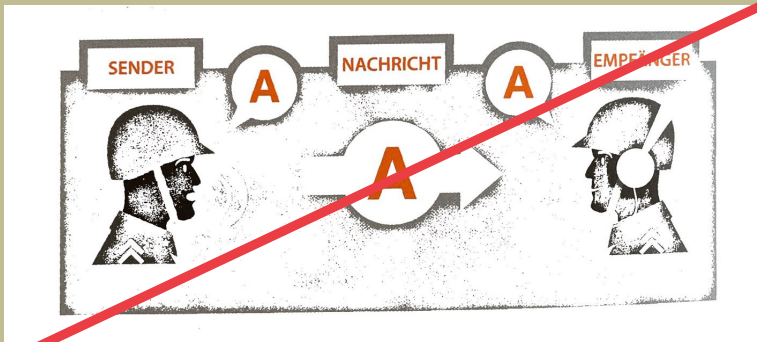 SENDER
A
NACHRICHT
A
EMPFÄNGER
A